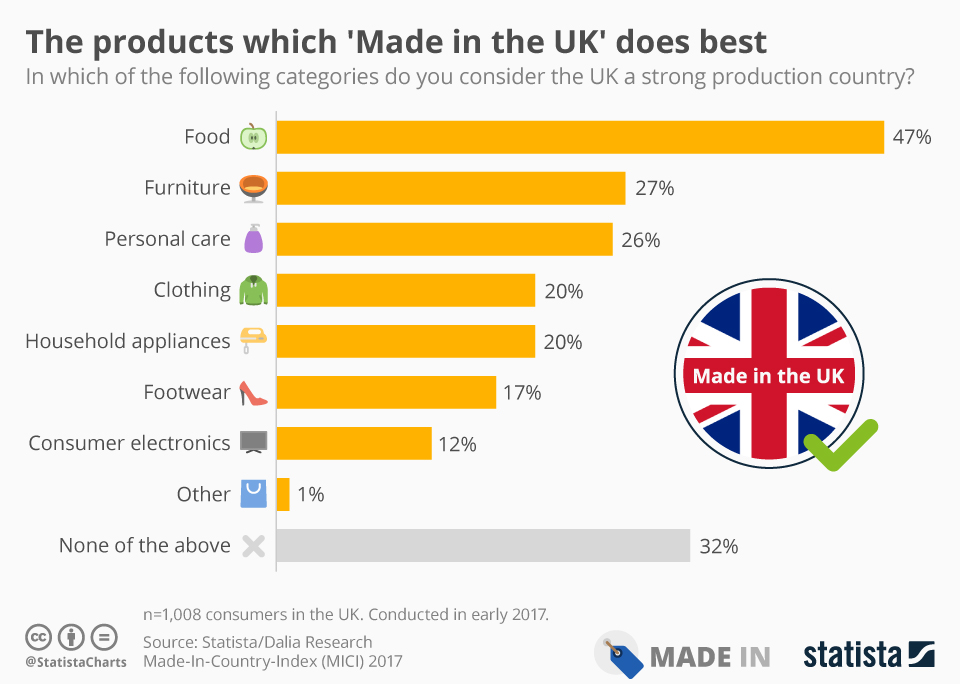 The products which 'Made in the UK' does best
In which of the following categories do you consider the UK a strong production country?
Food 47%
Furniture 27%
Personal care 26%
Clothing 20%
Household appliances 20%
Footwear 17%
Consumer electronics 12%
Other 1%
None of the above 32%
Made in the UK
n=1,008 consumers in the UK. Conducted in early 2017.
Source: Statista/Dalia Research
Made-In-Country-Index (MICI) 2017
cc
@StatistaCharts
MADE IN
statista